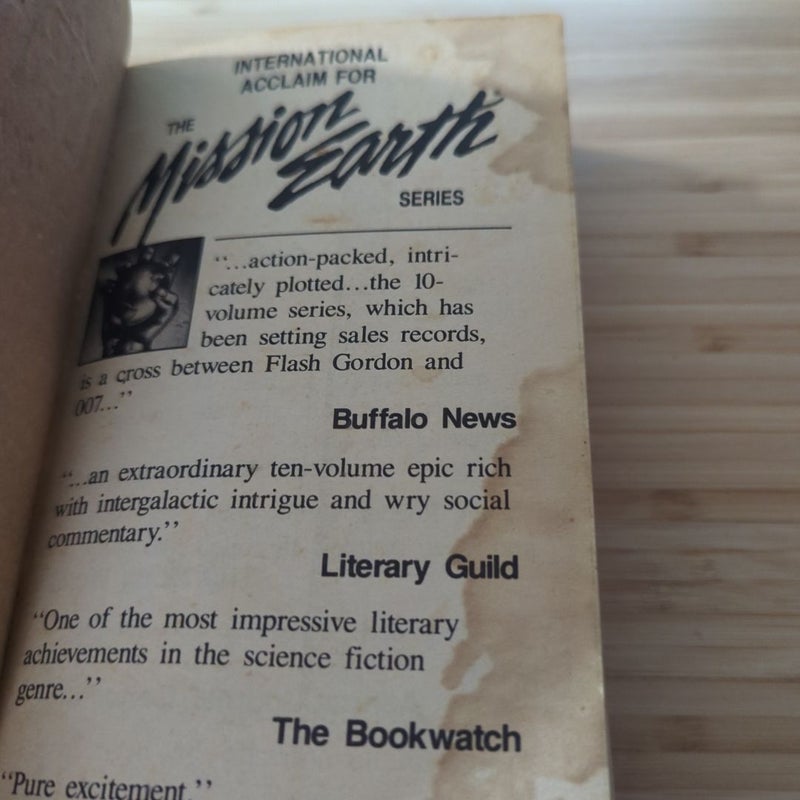 INTERNATIONAL
ACCLAIM FOR
THE
Mission
Earth
SERIES
“...action-packed, intri-
cately plotted...the 10-
volume series, which has
been setting sales records,
is a cross between Flash Gordon and
007...”
Buffalo News
“...an extraordinary ten-volume epic rich
with intergalactic intrigue and wry social
commentary.”
Literary Guild
“One of the most impressive literary
achievements in the science fiction
genre...”
The Bookwatch
“Pure excitement.”